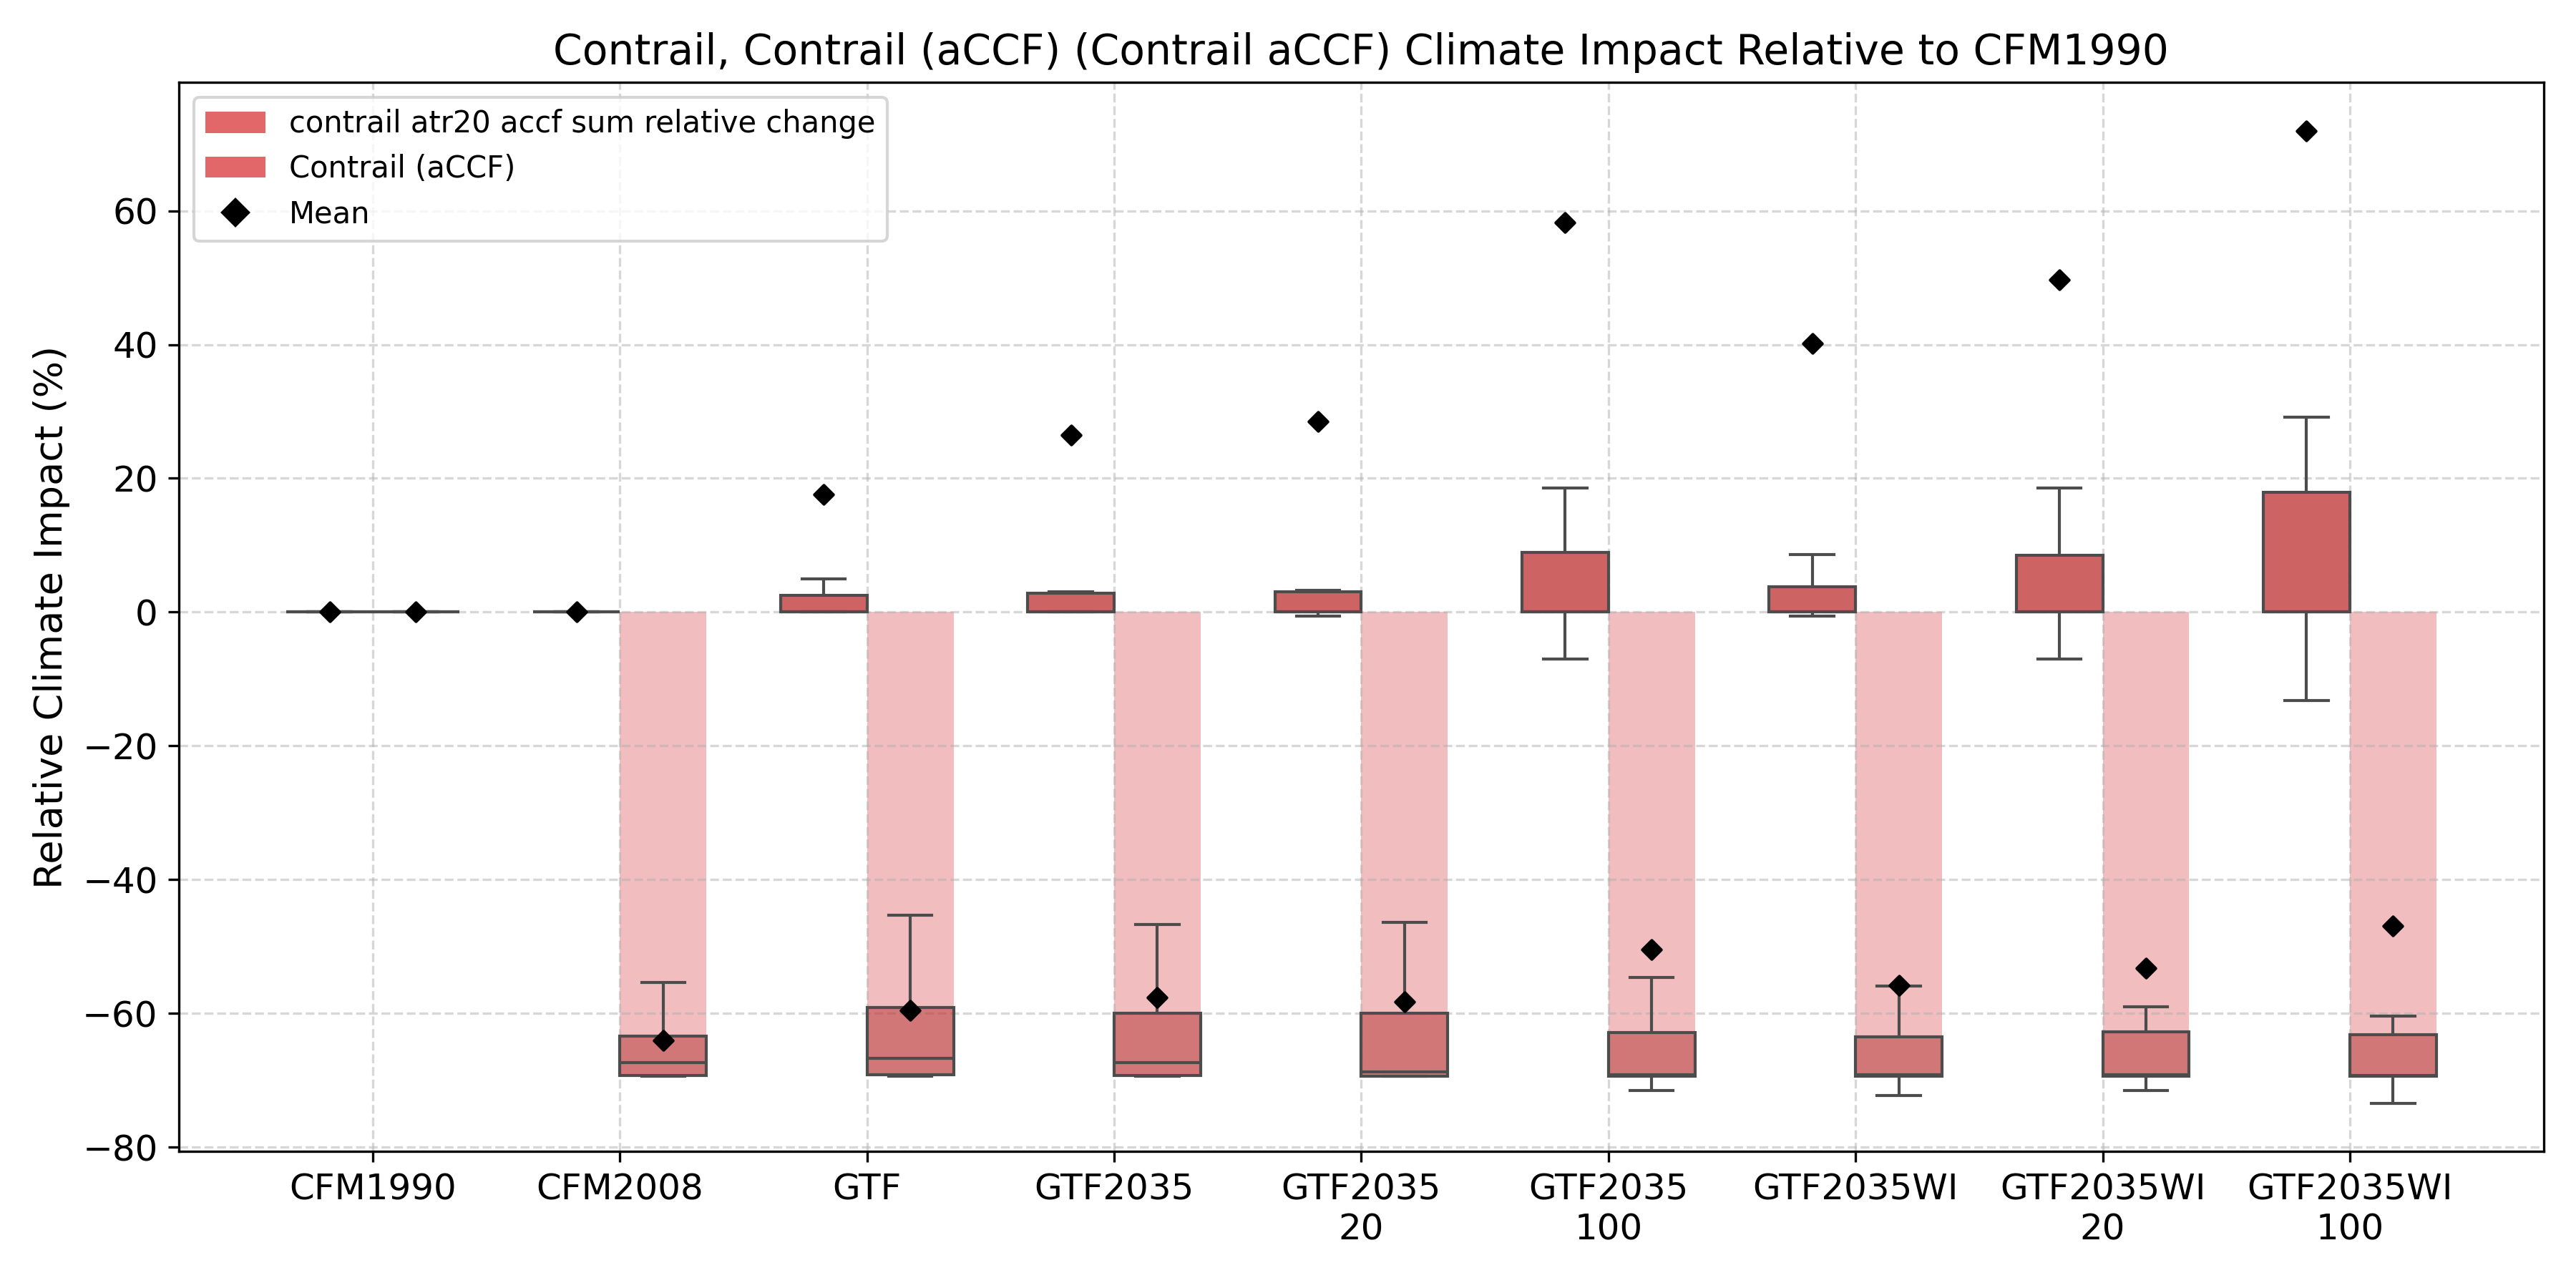 Contrail, Contrail (aCCF) (Contrail aCCF) Climate Impact Relative to CFM1990
contrail atr20 accf sum relative change
Contrail (aCCF)
Mean
Relative Climate Impact (%)
60
40
20
0
−20
−40
−60
−80
CFM1990
CFM2008
GTF
GTF2035
GTF2035
20
GTF2035
100
GTF2035WI
GTF2035WI
20
GTF2035WI
100